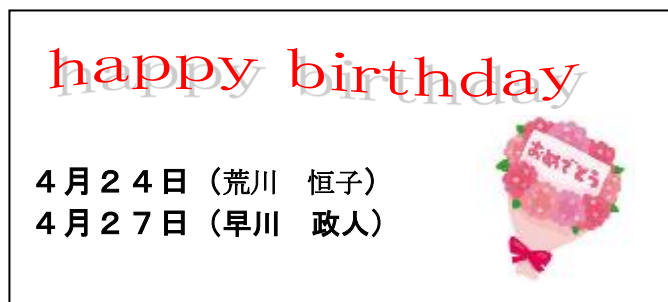 happy birthday
おめでとう
４月２４日（荒川　恒子）
４月２７日（早川　政人）